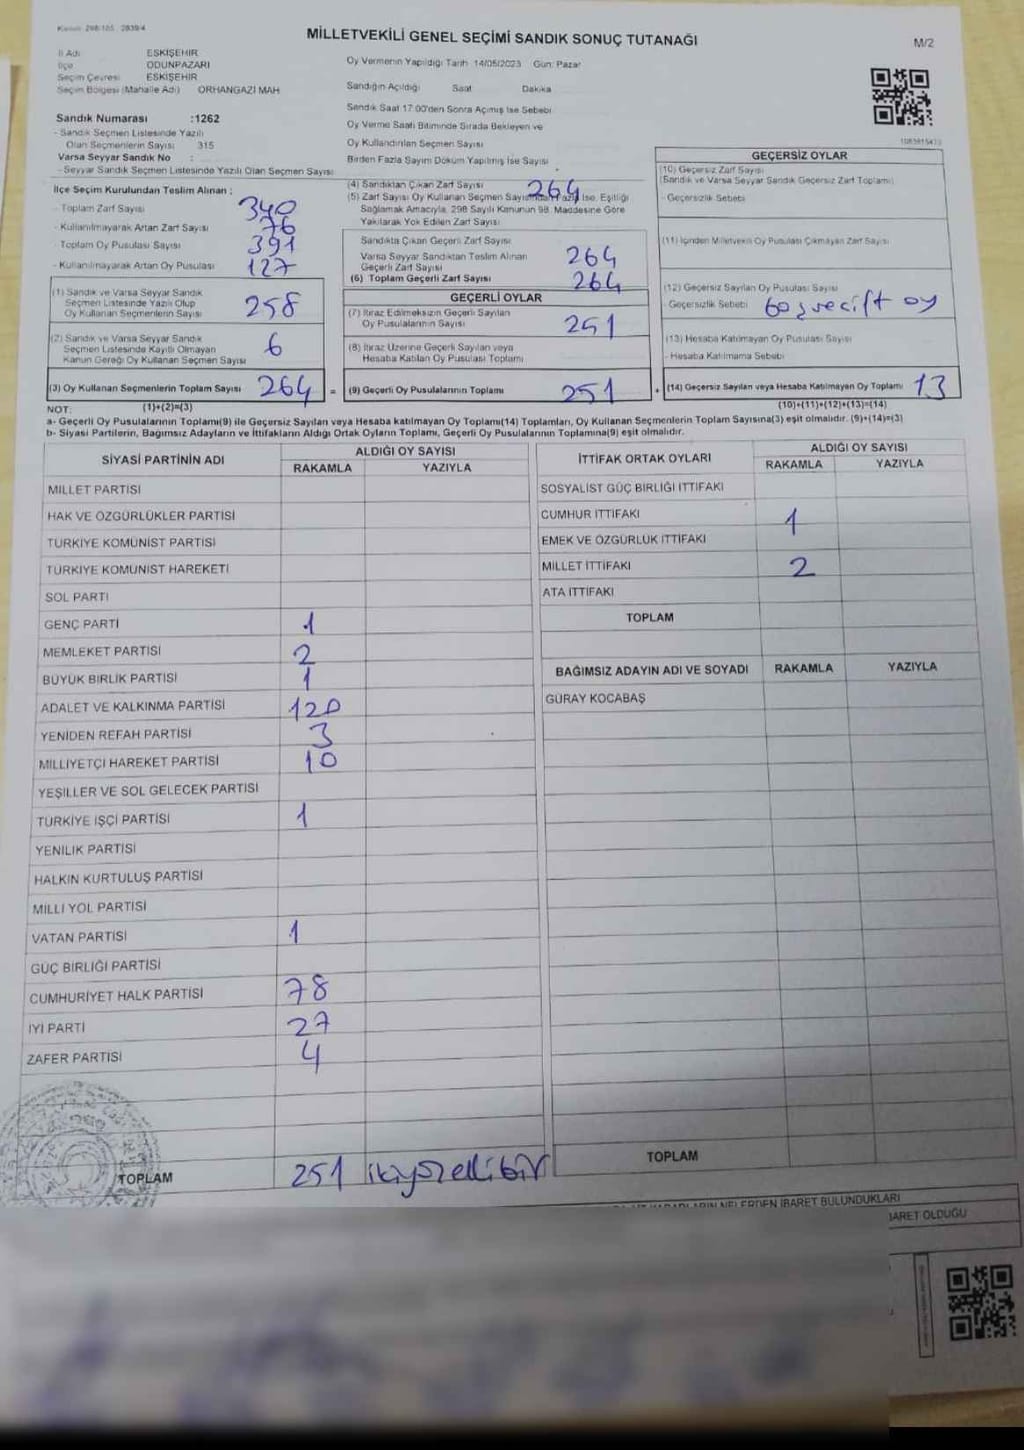 Kanun: 298/105 2839/4
MİLLETVEKİLİ GENEL SEÇİMİ SANDIK SONUÇ TUTANAĞI
M/2
İl Adı ESKİŞEHİR
İlçe ODUNPAZARI
Seçim Çevresi ESKİŞEHİR
Seçim Bölgesi (Mahalle Adı) ORHANGAZİ MAH
Sandık Numarası :1262
- Sandık Seçmen Listesinde Yazılı
Olan Seçmenlerin Sayısı 315
Varsa Seyyar Sandık No :
- Seyyar Sandık Seçmen Listesinde Yazılı Olan Seçmen Sayısı
Oy Vermenin Yapıldığı Tarih 14/05/2023 Gün: Pazar
Sandığın Açıldığı Saat Dakika
Sandık Saat 17.00'den Sonra Açılmış İse Sebebi
Oy Verme Saati Bitiminde Sırada Bekleyen ve
Oy Kullandırılan Seçmen Sayısı
Birden Fazla Sayım Döküm Yapılmış İse Sayısı
İlçe Seçim Kurulundan Teslim Alınan :
- Toplam Zarf Sayısı 340
- Kullanılmayarak Artan Zarf Sayısı 76
- Toplam Oy Pusulası Sayısı 391
- Kullanılmayarak Artan Oy Pusulası 127
(1) Sandık ve Varsa Seyyar Sandık
Seçmen Listesinde Yazılı Olup
Oy Kullanan Seçmenlerin Sayısı 258
(2) Sandık ve Varsa Seyyar Sandık
Seçmen Listesinde Kayıtlı Olmayan
Kanun Gereği Oy Kullanan Seçmen Sayısı 6
(3) Oy Kullanan Seçmenlerin Toplam Sayısı 264
(1)+(2)=(3)
(4) Sandıktan Çıkan Zarf Sayısı 264
(5) Zarf Sayısı Oy Kullanan Seçmen Sayısından Fazla İse, Eşitliği
Sağlamak Amacıyla, 298 Sayılı Kanunun 98. Maddesine Göre
Yakılarak Yok Edilen Zarf Sayısı
Sandıkta Çıkan Geçerli Zarf Sayısı 264
Varsa Seyyar Sandıktan Teslim Alınan
Geçerli Zarf Sayısı
(6) Toplam Geçerli Zarf Sayısı 264
GEÇERLİ OYLAR
(7) İtiraz Edilmeksizin Geçerli Sayılan
Oy Pusulalarının Sayısı 251
(8) İtiraz Üzerine Geçerli Sayılan veya
Hesaba Katılan Oy Pusulası Toplamı
= (9) Geçerli Oy Pusulalarının Toplamı 251
GEÇERSİZ OYLAR
(10) Geçersiz Zarf Sayısı
(Sandık ve Varsa Seyyar Sandık Geçersiz Zarf Toplamı)
- Geçersizlik Sebebi
(11) İçinden Milletvekili Oy Pusulası Çıkmayan Zarf Sayısı
(12) Geçersiz Sayılan Oy Pusulası Sayısı
- Geçersizlik Sebebi boş ve çift oy
(13) Hesaba Katılmayan Oy Pusulası Sayısı
- Hesaba Katılmama Sebebi
+ (14) Geçersiz Sayılan veya Hesaba Katılmayan Oy Toplamı 13
(10)+(11)+(12)+(13)=(14)
NOT:
a- Geçerli Oy Pusulalarının Toplamı(9) ile Geçersiz Sayılan veya Hesaba katılmayan Oy Toplamı(14) Toplamları, Oy Kullanan Seçmenlerin Toplam Sayısına(3) eşit olmalıdır. (9)+(14)=(3)
b- Siyasi Partilerin, Bağımsız Adayların ve İttifakların Aldığı Ortak Oyların Toplamı, Geçerli Oy Pusulalarının Toplamına(9) eşit olmalıdır.
SİYASİ PARTİNİN ADI ALDIĞI OY SAYISI
RAKAMLA YAZIYLA
MİLLET PARTİSİ
HAK VE ÖZGÜRLÜKLER PARTİSİ
TÜRKİYE KOMÜNİST PARTİSİ
TÜRKİYE KOMÜNİST HAREKETİ
SOL PARTİ
GENÇ PARTİ 1
MEMLEKET PARTİSİ 2
BÜYÜK BİRLİK PARTİSİ 1
ADALET VE KALKINMA PARTİSİ 120
YENİDEN REFAH PARTİSİ 3
MİLLİYETÇİ HAREKET PARTİSİ 10
YEŞİLLER VE SOL GELECEK PARTİSİ
TÜRKİYE İŞÇİ PARTİSİ 1
YENİLİK PARTİSİ
HALKIN KURTULUŞ PARTİSİ
MİLLİ YOL PARTİSİ
VATAN PARTİSİ 1
GÜÇ BİRLİĞİ PARTİSİ
CUMHURİYET HALK PARTİSİ 78
İYİ PARTİ 27
ZAFER PARTİSİ 4
TOPLAM 251 ikiyüzellibir
İTTİFAK ORTAK OYLARI ALDIĞI OY SAYISI
RAKAMLA YAZIYLA
SOSYALİST GÜÇ BİRLİĞİ İTTİFAKI
CUMHUR İTTİFAKI 1
EMEK VE ÖZGÜRLÜK İTTİFAKI
MİLLET İTTİFAKI 2
ATA İTTİFAKI
TOPLAM
BAĞIMSIZ ADAYIN ADI VE SOYADI RAKAMLA YAZIYLA
GÜRAY KOCABAŞ
TOPLAM
NELERDEN İBARET BULUNDUKLARI
BARET OLDUĞU